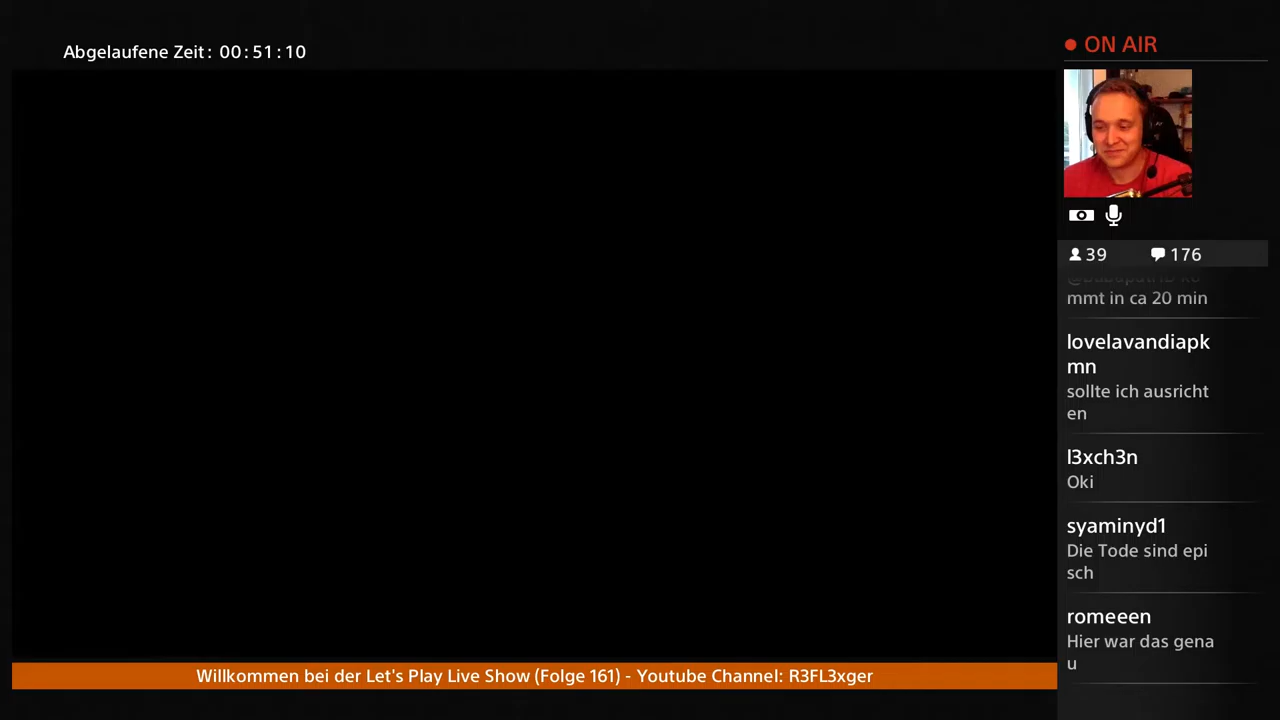 Abgelaufene Zeit: 00:51:10
ON AIR
39 176
mmt in ca 20 min
lovelavandiapk
mn
sollte ich ausricht
en
l3xch3n
Oki
syaminyd1
Die Tode sind epi
sch
romeeen
Hier war das gena
u
Willkommen bei der Let's Play Live Show (Folge 161) - Youtube Channel: R3FL3xger